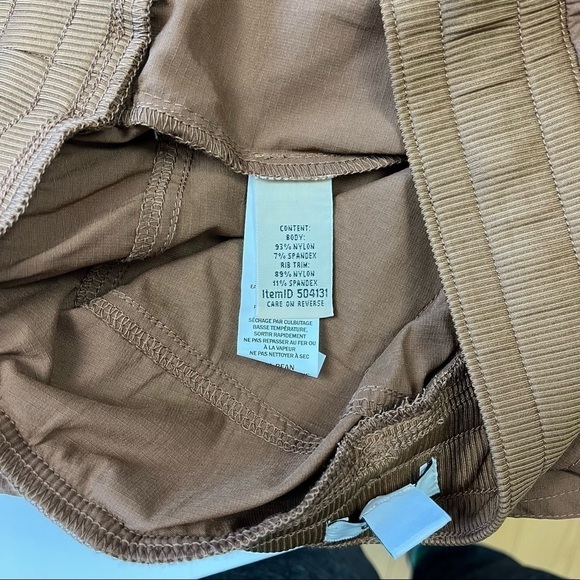 CONTENT:
BODY:
93% NYLON
7% SPANDEX
RIB TRIM:
89% NYLON
11% SPANDEX
ItemID 504131
CARE ON REVERSE
SÉCHAGE PAR CULBUTAGE
BASSE TEMPÉRATURE,
SORTIR RAPIDEMENT
NE PAS REPASSER AU FER OU
À LA VAPEUR
NE PAS NETTOYER À SEC
BEAN